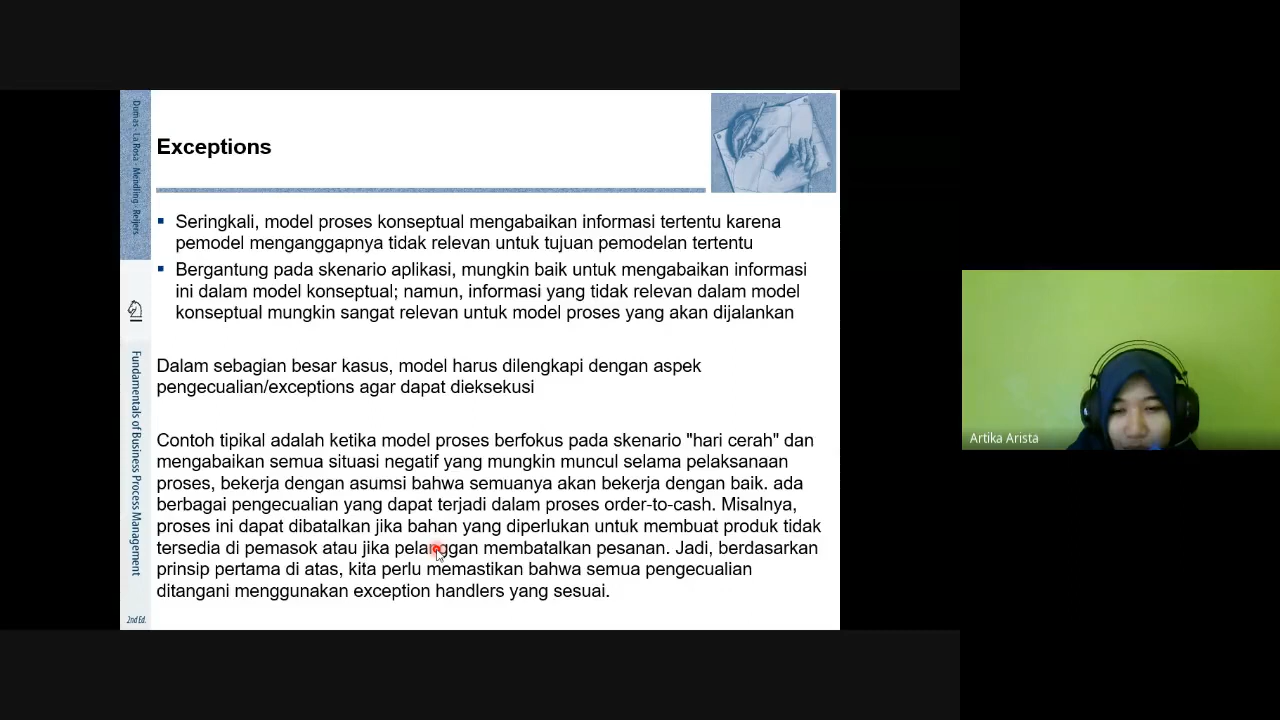 Dumas · La Rosa · Mendling · Reijers
Exceptions
Seringkali, model proses konseptual mengabaikan informasi tertentu karena
pemodel menganggapnya tidak relevan untuk tujuan pemodelan tertentu
Bergantung pada skenario aplikasi, mungkin baik untuk mengabaikan informasi
ini dalam model konseptual; namun, informasi yang tidak relevan dalam model
konseptual mungkin sangat relevan untuk model proses yang akan dijalankan
Dalam sebagian besar kasus, model harus dilengkapi dengan aspek
pengecualian/exceptions agar dapat dieksekusi
Contoh tipikal adalah ketika model proses berfokus pada skenario "hari cerah" dan
mengabaikan semua situasi negatif yang mungkin muncul selama pelaksanaan
proses, bekerja dengan asumsi bahwa semuanya akan bekerja dengan baik. ada
berbagai pengecualian yang dapat terjadi dalam proses order-to-cash. Misalnya,
proses ini dapat dibatalkan jika bahan yang diperlukan untuk membuat produk tidak
tersedia di pemasok atau jika pelanggan membatalkan pesanan. Jadi, berdasarkan
prinsip pertama di atas, kita perlu memastikan bahwa semua pengecualian
ditangani menggunakan exception handlers yang sesuai.
Fundamentals of Business Process Management
2nd Ed.
Artika Arista